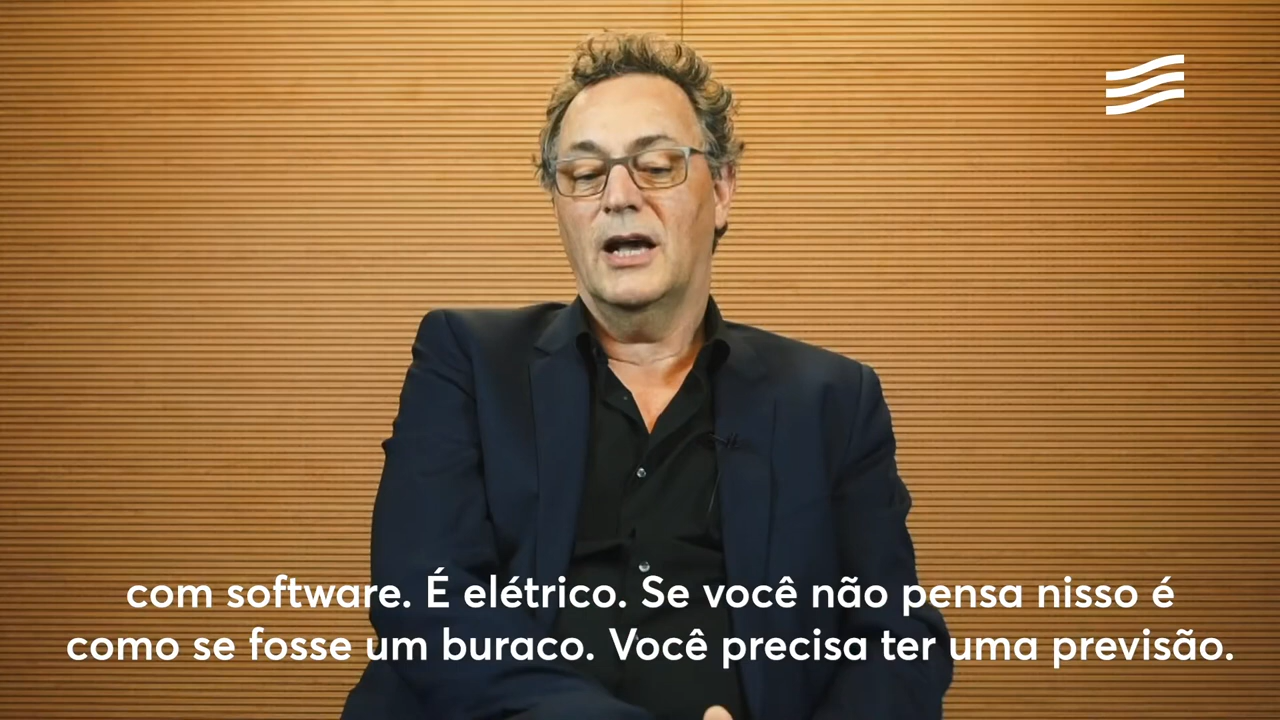 com software. É elétrico. Se você não pensa nisso é
como se fosse um buraco. Você precisa ter uma previsão.